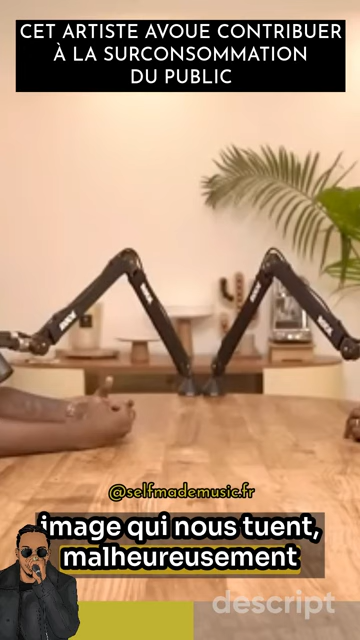 CET ARTISTE AVOUE CONTRIBUER
À LA SURCONSOMMATION
DU PUBLIC
@selfmademusic.fr
image qui nous tuent,
malheureusement
descript